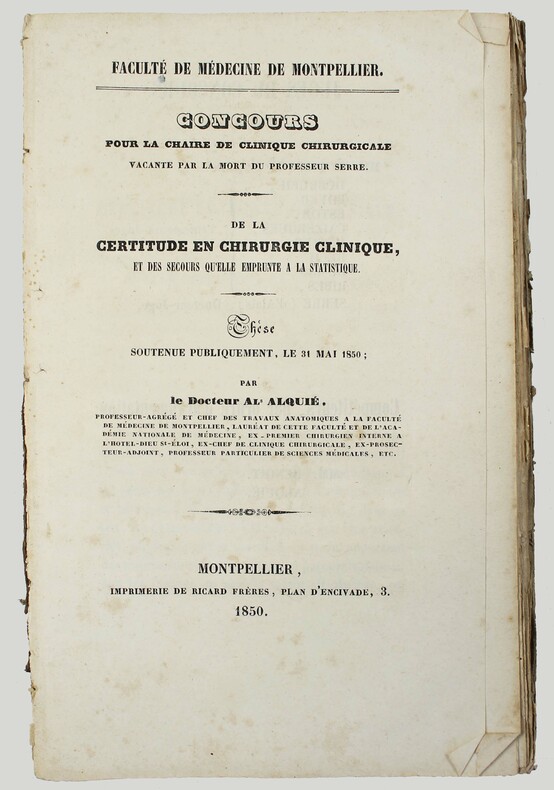 FACULTÉ DE MÉDECINE DE MONTPELLIER.
CONCOURS
POUR LA CHAIRE DE CLINIQUE CHIRURGICALE
VACANTE PAR LA MORT DU PROFESSEUR SERRE.
DE LA
CERTITUDE EN CHIRURGIE CLINIQUE,
ET DES SECOURS QU'ELLE EMPRUNTE A LA STATISTIQUE.
Thèse
SOUTENUE PUBLIQUEMENT, LE 31 MAI 1850 ;
PAR
le Docteur ALs ALQUIÉ.
PROFESSEUR-AGRÉGÉ ET CHEF DES TRAVAUX ANATOMIQUES A LA FACULTÉ
DE MÉDECINE DE MONTPELLIER, LAURÉAT DE CETTE FACULTÉ ET DE L'ACA-
DÉMIE NATIONALE DE MÉDECINE, EX-PREMIER CHIRURGIEN INTERNE A
L'HOTEL-DIEU St-ÉLOI, EX-CHEF DE CLINIQUE CHIRURGICALE, EX-PROSEC-
TEUR-ADJOINT, PROFESSEUR PARTICULIER DE SCIENCES MÉDICALES, ETC.
MONTPELLIER,
IMPRIMERIE DE RICARD FRÈRES, PLAN D'ENCIVADE, 3.
1850.